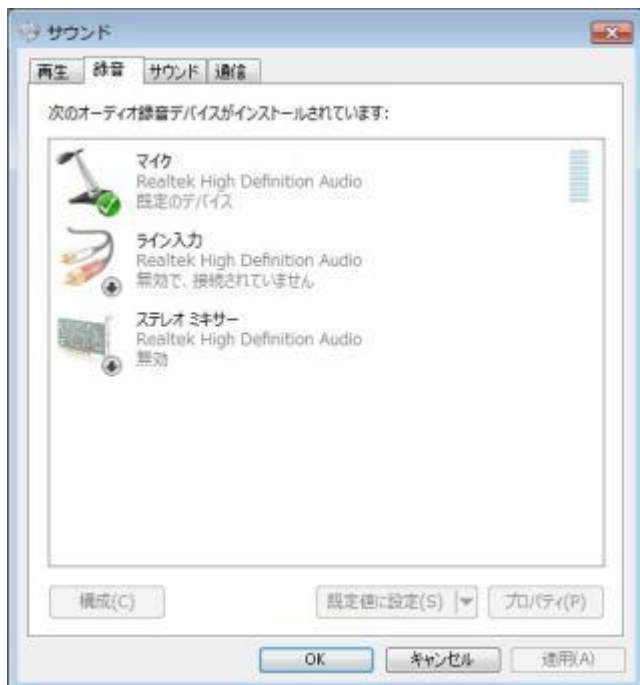 サウンド
再生 録音 サウンド 通信
次のオーディオ録音デバイスがインストールされています:
マイク
Realtek High Definition Audio
既定のデバイス
ライン入力
Realtek High Definition Audio
無効で、接続されていません
ステレオ ミキサー
Realtek High Definition Audio
無効
構成(C) 既定値に設定(S) プロパティ(P)
OK キャンセル 適用(A)